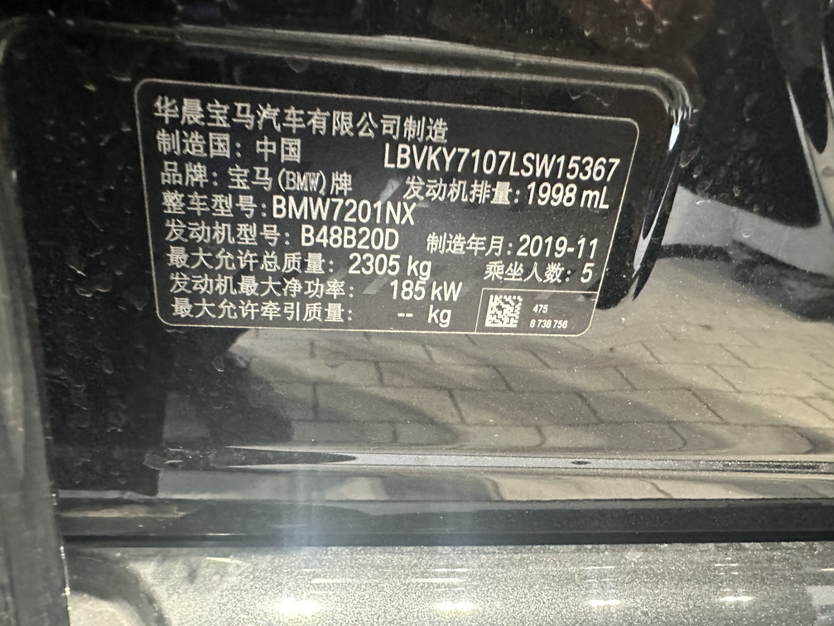 华晨宝马汽车有限公司制造
制造国：中国
LBVKY7107LSW15367
品牌：宝马(BMW)牌
发动机排量：1998 mL
整车型号：BMW7201NX
发动机型号：B48B20D
制造年月：2019-11
最大允许总质量：2305 kg
乘坐人数：5
发动机最大净功率：185 kW
最大允许牵引质量：-- kg
475
8 738 756